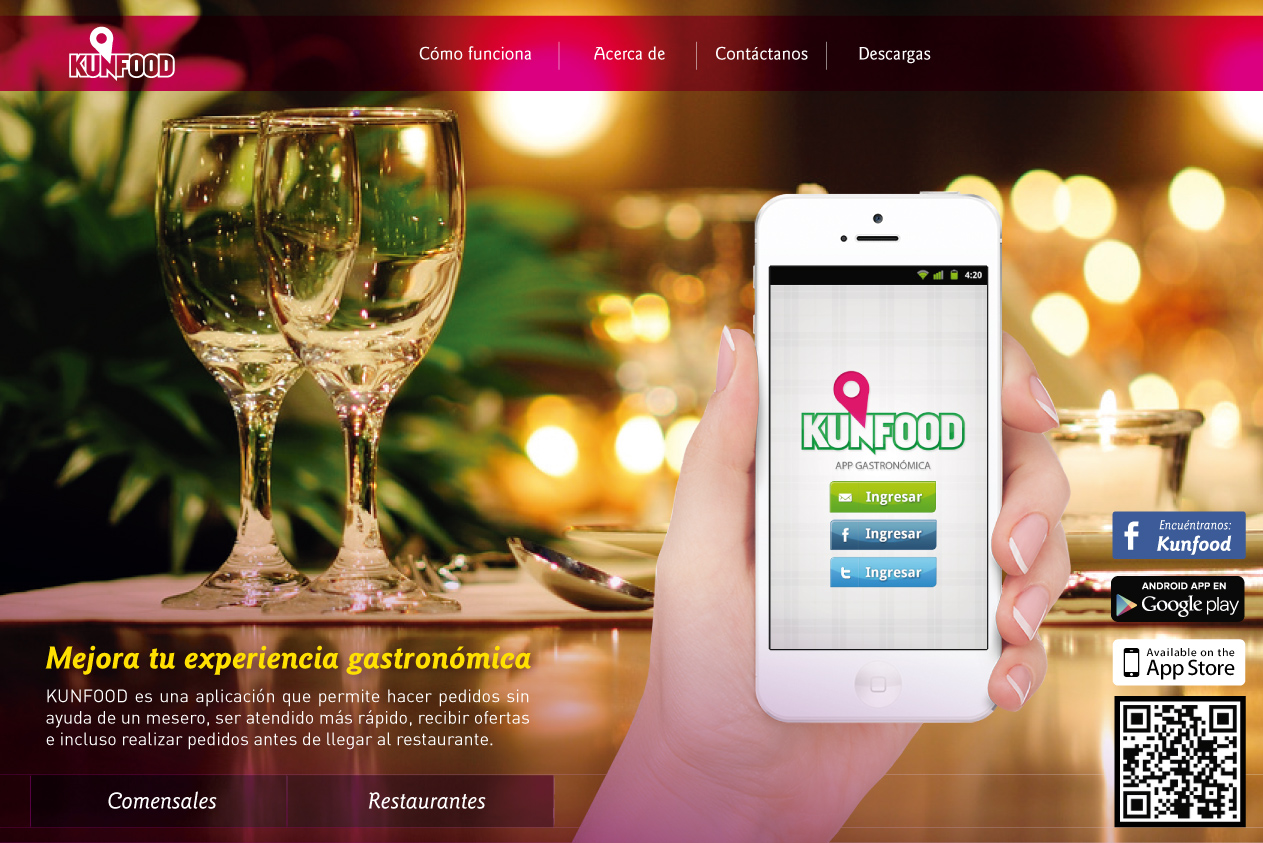 KUNFOOD
Cómo funciona
Acerca de
Contáctanos
Descargas
4:20
KUNFOOD
APP GASTRONÓMICA
Ingresar
Ingresar
Ingresar
Encuéntranos:
Kunfood
ANDROID APP EN
Google play
Available on the
App Store
Mejora tu experiencia gastronómica
KUNFOOD es una aplicación que permite hacer pedidos sin
ayuda de un mesero, ser atendido más rápido, recibir ofertas
e incluso realizar pedidos antes de llegar al restaurante.
Comensales
Restaurantes